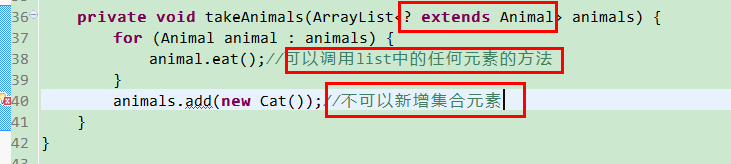 36 private void takeAnimals(ArrayList<? extends Animal> animals) {
37 for (Animal animal : animals) {
38 animal.eat();//可以调用list中的任何元素的方法
39 }
40 animals.add(new Cat());//不可以新增集合元素
41 }
42 }
43